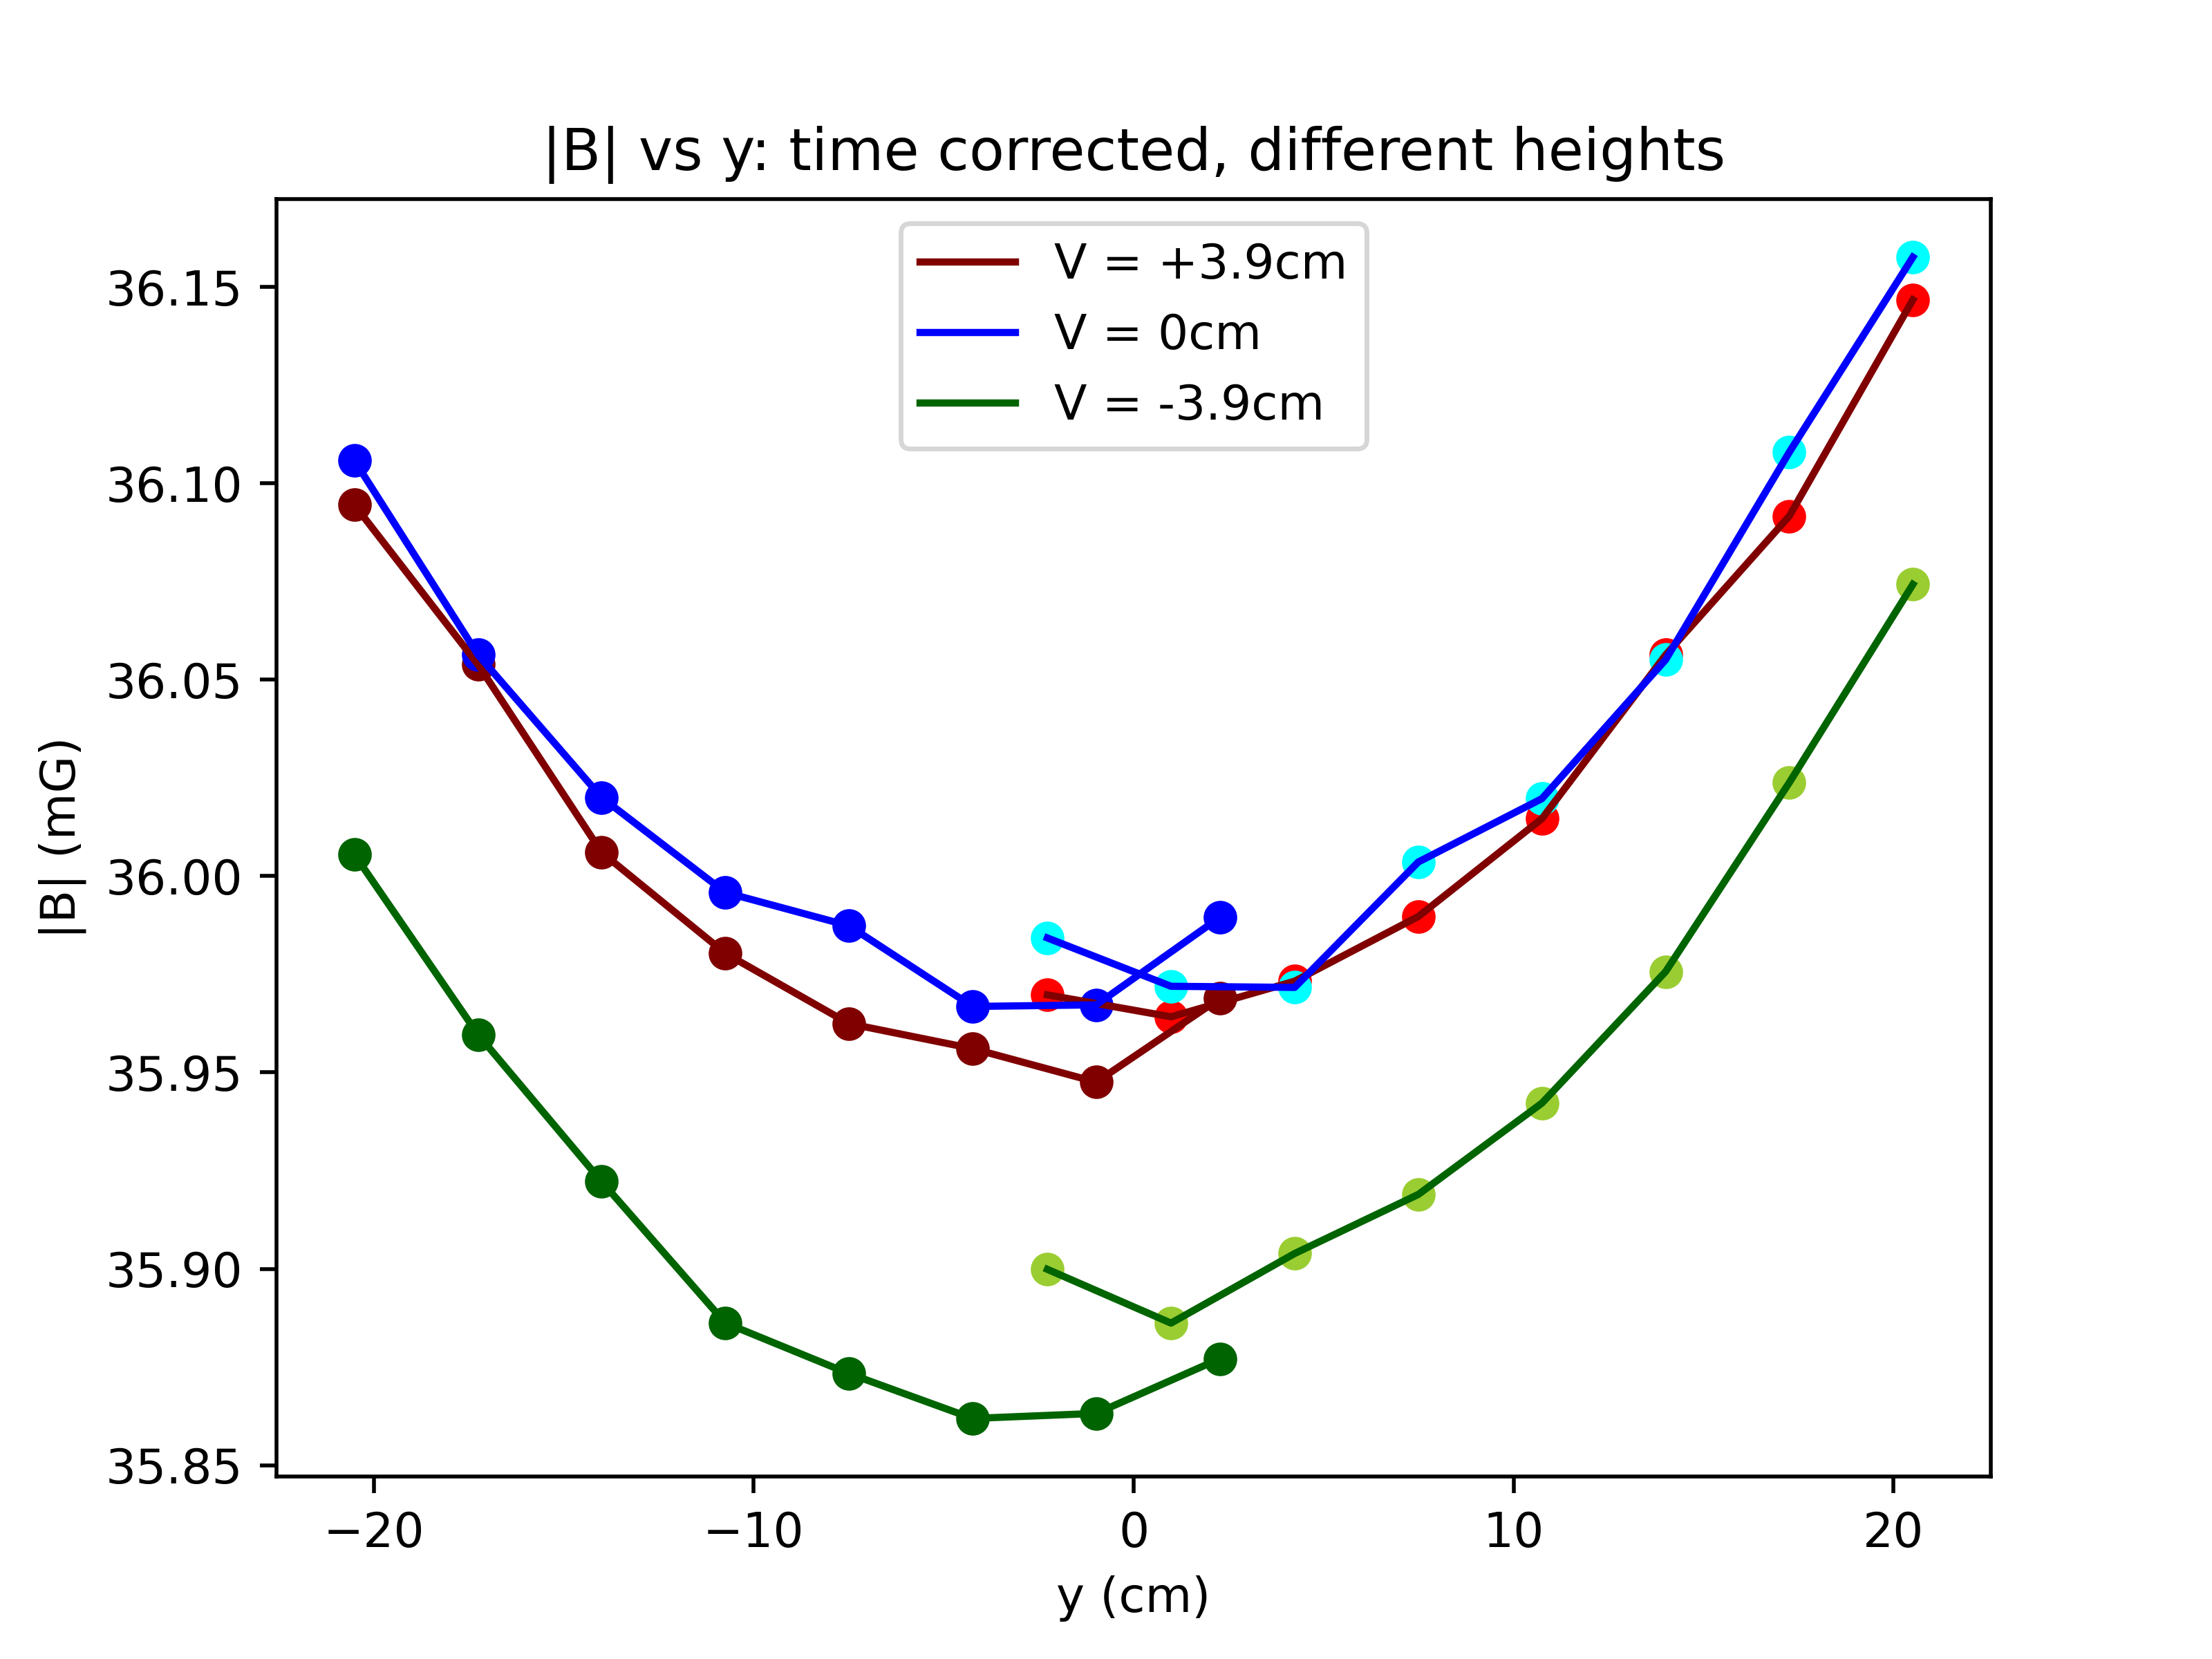 |B| vs y: time corrected, different heights
V = +3.9cm
V = 0cm
V = -3.9cm
36.15
36.10
36.05
36.00
35.95
35.90
35.85
|B| (mG)
−20 −10 0 10 20
y (cm)